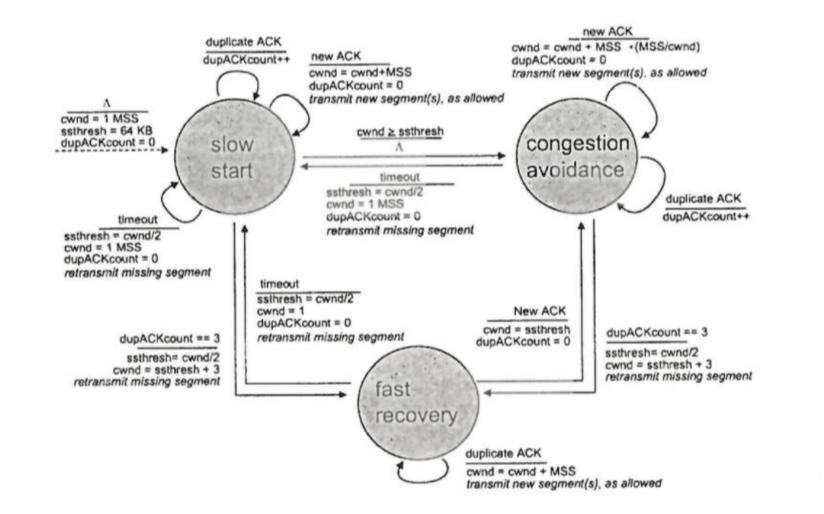 duplicate ACK
dupACKcount++
new ACK
cwnd = cwnd+MSS
dupACKcount = 0
transmit new segment(s), as allowed
new ACK
cwnd = cwnd + MSS •(MSS/cwnd)
dupACKcount = 0
transmit new segment(s), as allowed
Λ
cwnd = 1 MSS
ssthresh = 64 KB
dupACKcount = 0
slow
start
cwnd ≥ ssthresh
Λ
congestion
avoidance
timeout
ssthresh = cwnd/2
cwnd = 1 MSS
dupACKcount = 0
retransmit missing segment
duplicate ACK
dupACKcount++
timeout
ssthresh = cwnd/2
cwnd = 1 MSS
dupACKcount = 0
retransmit missing segment
timeout
ssthresh = cwnd/2
cwnd = 1
dupACKcount = 0
retransmit missing segment
New ACK
cwnd = ssthresh
dupACKcount = 0
dupACKcount == 3
ssthresh= cwnd/2
cwnd = ssthresh + 3
retransmit missing segment
dupACKcount == 3
ssthresh= cwnd/2
cwnd = ssthresh + 3
retransmit missing segment
fast
recovery
duplicate ACK
cwnd = cwnd + MSS
transmit new segment(s), as allowed